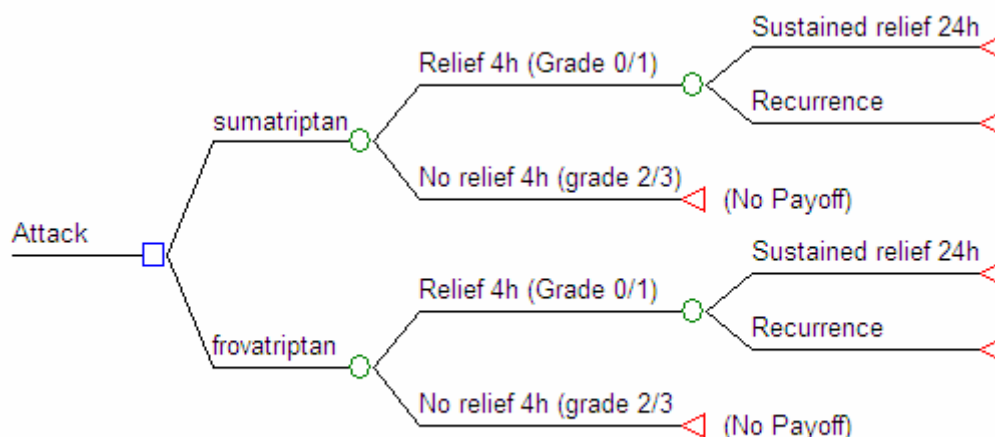 Sustained relief 24h
Relief 4h (Grade 0/1)
Recurrence
sumatriptan
No relief 4h (grade 2/3)
(No Payoff)
Attack
Sustained relief 24h
Relief 4h (Grade 0/1)
Recurrence
frovatriptan
No relief 4h (grade 2/3
(No Payoff)